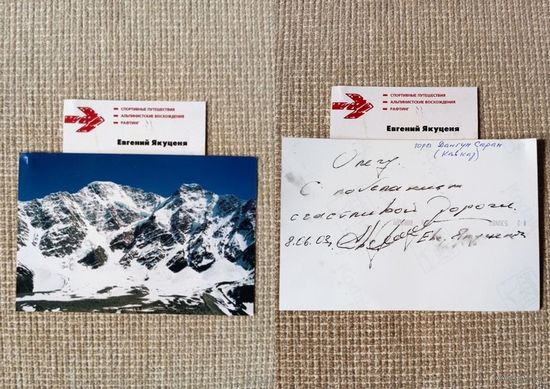 СПОРТИВНЫЕ ПУТЕШЕСТВИЯ
АЛЬПИНИСТСКИЕ ВОСХОЖДЕНИЯ
РАФТИНГ
Евгений Якуценя
СПОРТИВНЫЕ ПУТЕШЕСТВИЯ
АЛЬПИНИСТСКИЕ ВОСХОЖДЕНИЯ
РАФТИНГ
Евгений Якуценя
(Кавказ)
Олегу.
С пожеланием
счастливой дороги.
8.06.03.